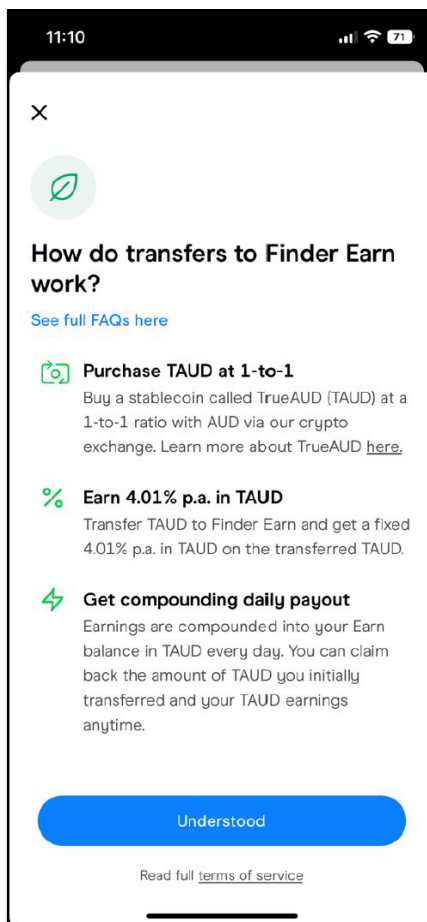 11:10
71
How do transfers to Finder Earn
work?
See full FAQs here
Purchase TAUD at 1-to-1
Buy a stablecoin called TrueAUD (TAUD) at a
1-to-1 ratio with AUD via our crypto
exchange. Learn more about TrueAUD here.
Earn 4.01% p.a. in TAUD
Transfer TAUD to Finder Earn and get a fixed
4.01% p.a. in TAUD on the transferred TAUD.
Get compounding daily payout
Earnings are compounded into your Earn
balance in TAUD every day. You can claim
back the amount of TAUD you initially
transferred and your TAUD earnings
anytime.
Understood
Read full terms of service